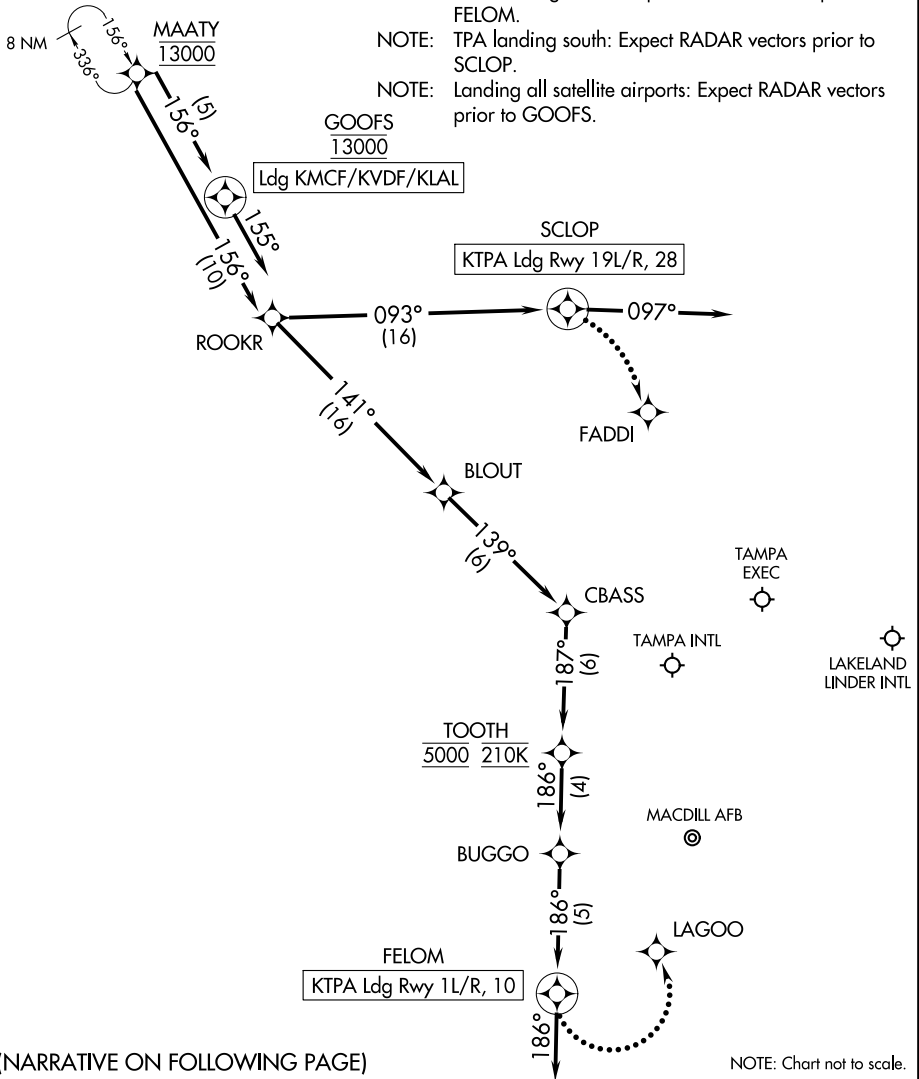 FELOM.
NOTE: TPA landing south: Expect RADAR vectors prior to
SCLOP.
NOTE: Landing all satellite airports: Expect RADAR vectors
prior to GOOFS.
8 NM
156°
336°
MAATY
13000
156°
(5)
GOOFS
13000
Ldg KMCF/KVDF/KLAL
155°
156°
(10)
ROOKR
093°
(16)
SCLOP
KTPA Ldg Rwy 19L/R, 28
097°
FADDI
141°
(16)
BLOUT
139°
(6)
CBASS
TAMPA
EXEC
TAMPA INTL
LAKELAND
LINDER INTL
187°
(6)
TOOTH
5000 210K
186°
(4)
MACDILL AFB
BUGGO
186°
(5)
LAGOO
FELOM
KTPA Ldg Rwy 1L/R, 10
186°
(NARRATIVE ON FOLLOWING PAGE)
NOTE: Chart not to scale.